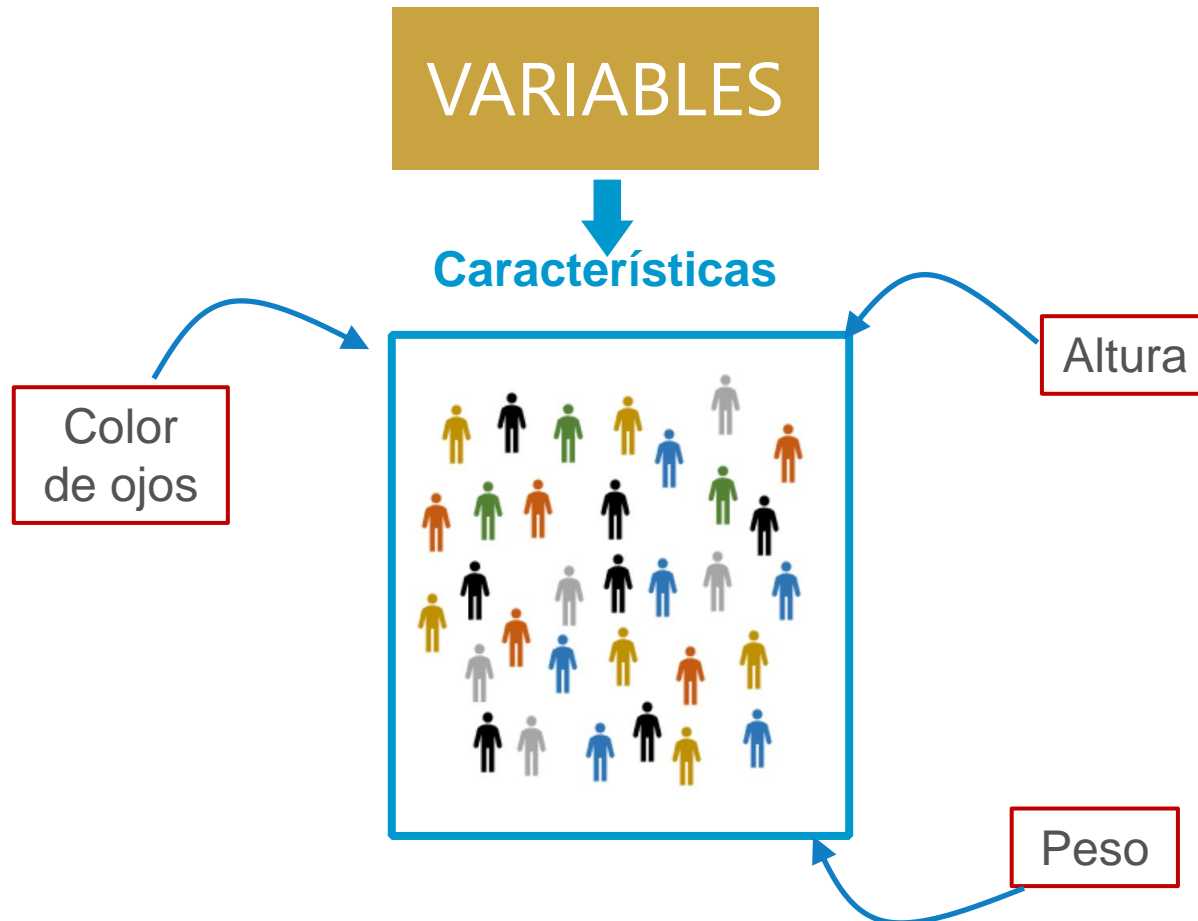 VARIABLES
Características
Color
de ojos
Altura
Peso